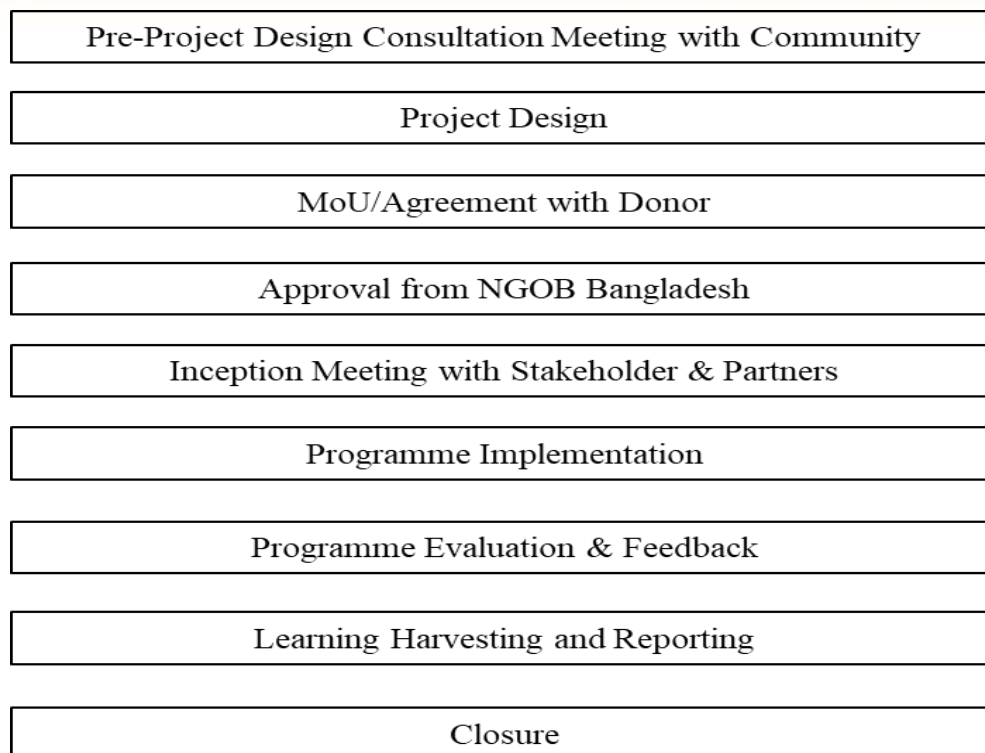 Pre-Project Design Consultation Meeting with Community
Project Design
MoU/Agreement with Donor
Approval from NGOB Bangladesh
Inception Meeting with Stakeholder & Partners
Programme Implementation
Programme Evaluation & Feedback
Learning Harvesting and Reporting
Closure